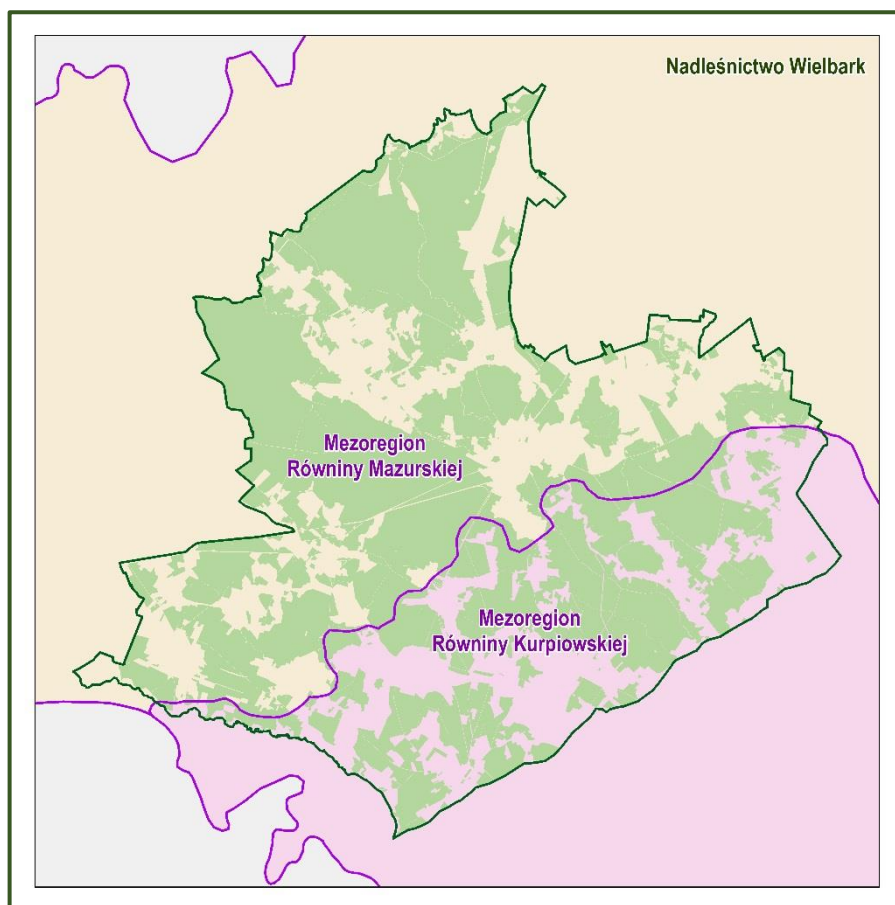 Nadleśnictwo Wielbark
Mezoregion
Równiny Mazurskiej
Mezoregion
Równiny Kurpiowskiej